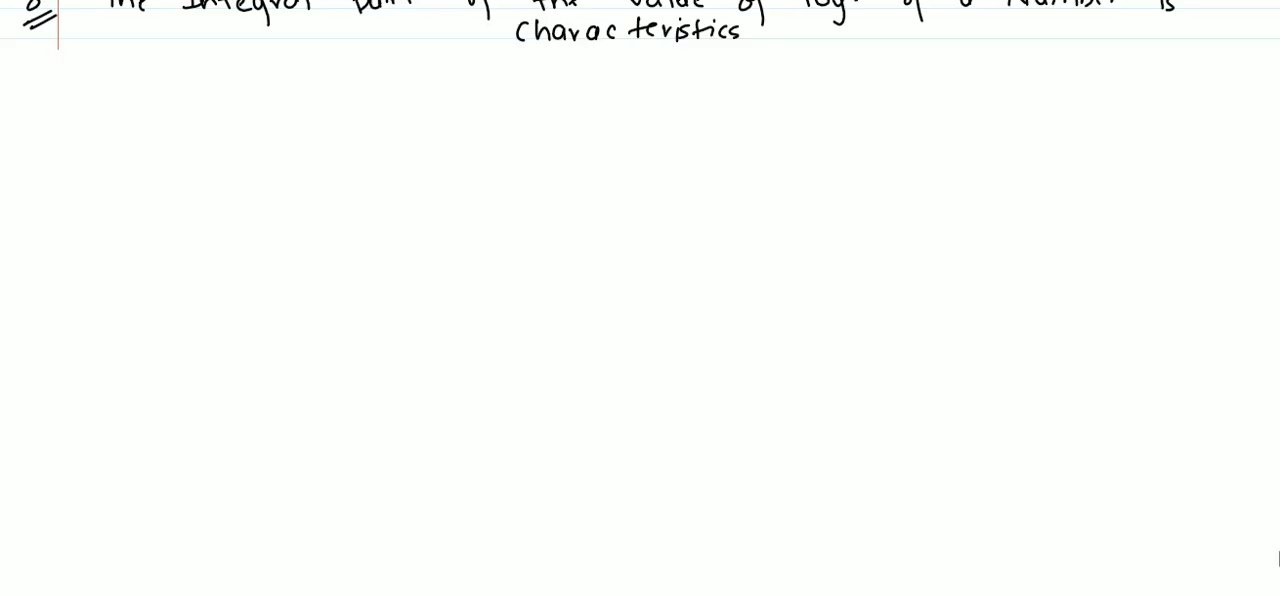 The Integral part of the value of log. of a Number is
Characteristics